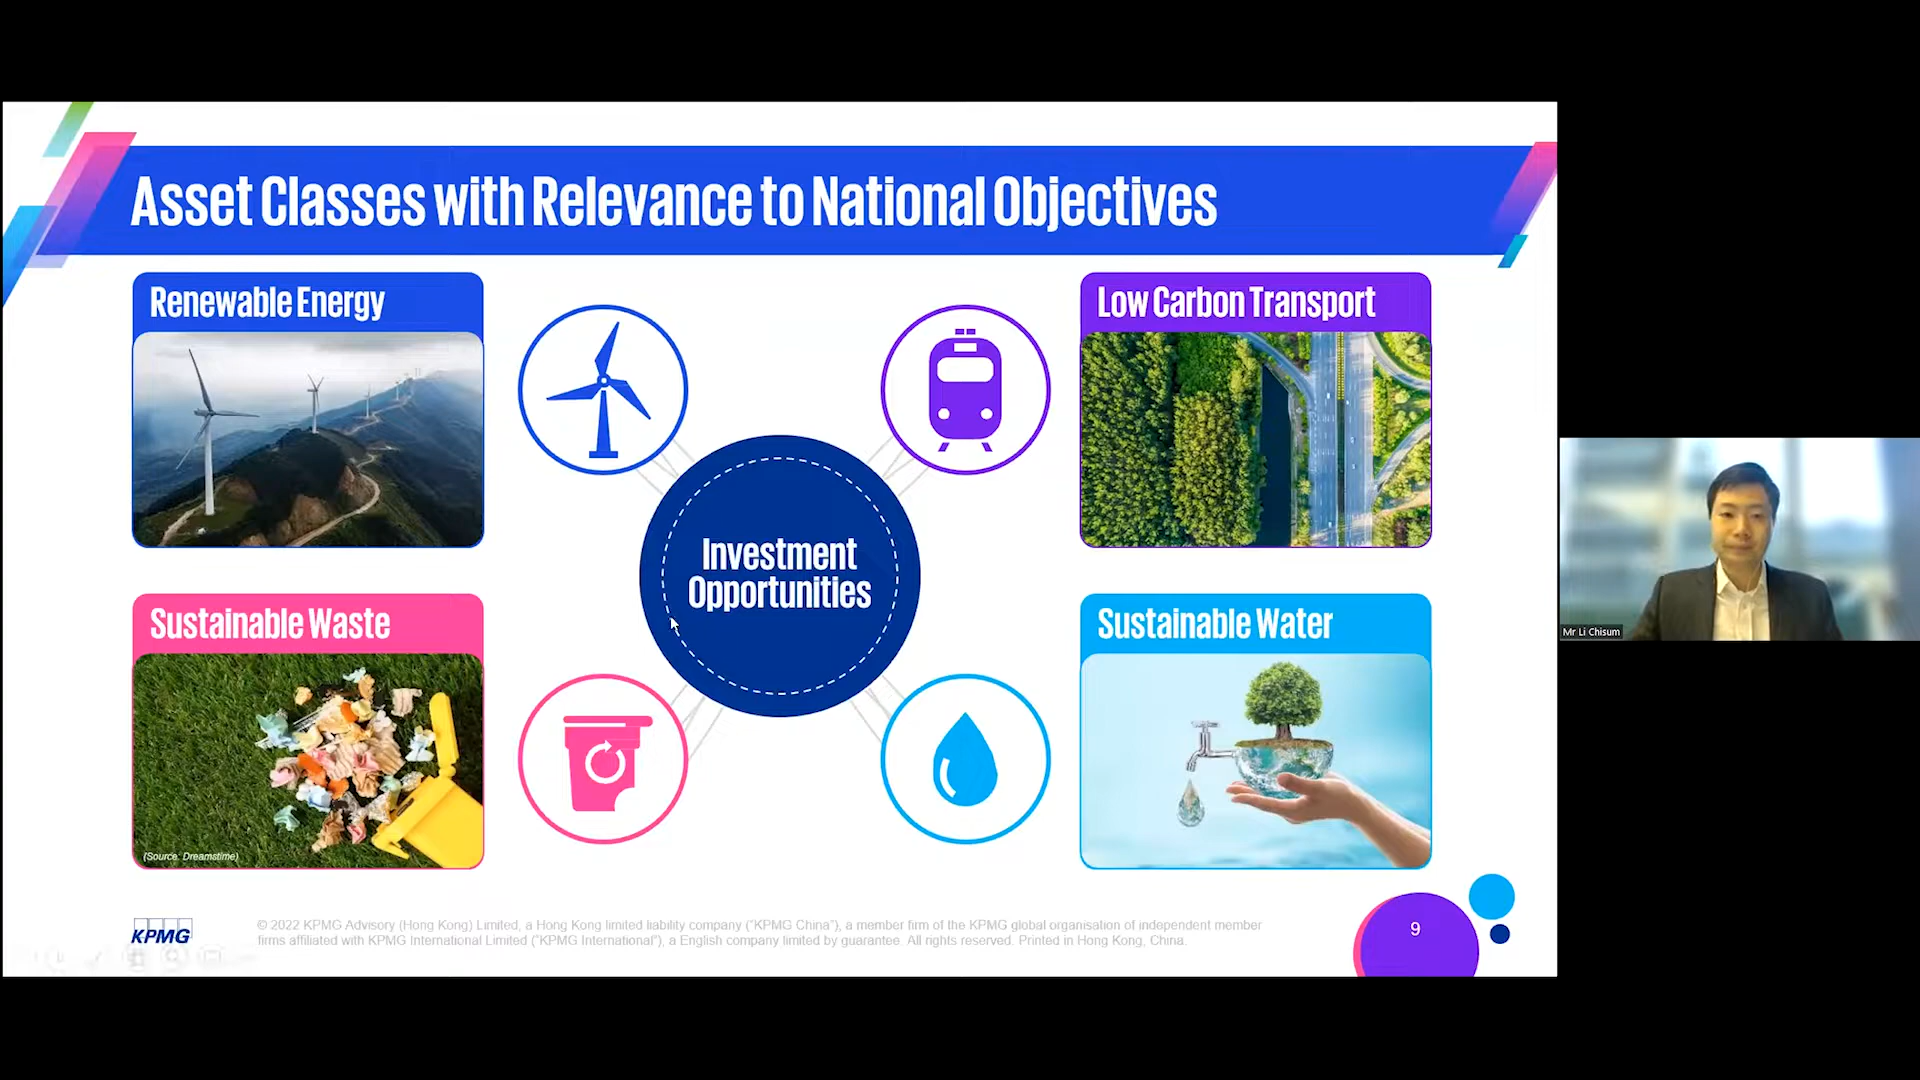 Asset Classes with Relevance to National Objectives
Renewable Energy
Low Carbon Transport
Investment
Opportunities
Sustainable Waste
(Source: Dreamstime)
Sustainable Water
Mr Li Chisum
KPMG
© 2022 KPMG Advisory (Hong Kong) Limited, a Hong Kong limited liability company ("KPMG China"), a member firm of the KPMG global organisation of independent member
firms affiliated with KPMG International Limited ("KPMG International"), a English company limited by guarantee. All rights reserved. Printed in Hong Kong, China.
9